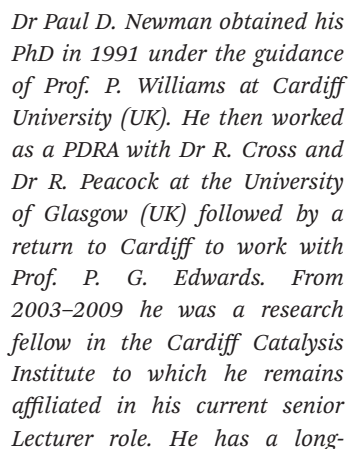 Dr Paul D. Newman obtained his
PhD in 1991 under the guidance
of Prof. P. Williams at Cardiff
University (UK). He then worked
as a PDRA with Dr R. Cross and
Dr R. Peacock at the University
of Glasgow (UK) followed by a
return to Cardiff to work with
Prof. P. G. Edwards. From
2003–2009 he was a research
fellow in the Cardiff Catalysis
Institute to which he remains
affiliated in his current senior
Lecturer role. He has a long-